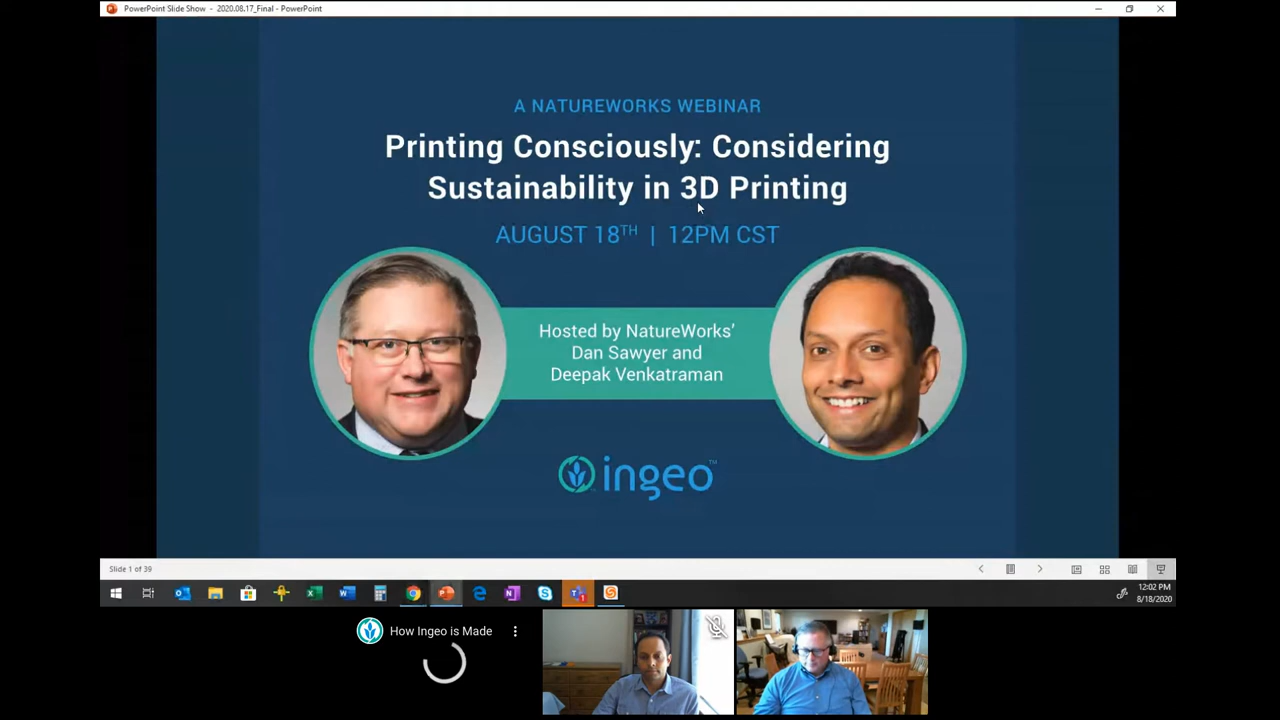 PowerPoint Slide Show - 2020.08.17_Final - PowerPoint
A NATUREWORKS WEBINAR
Printing Consciously: Considering
Sustainability in 3D Printing
AUGUST 18TH | 12PM CST
Hosted by NatureWorks’
Dan Sawyer and
Deepak Venkatraman
ingeo™
Slide 1 of 39
12:02 PM
8/18/2020
How Ingeo is Made